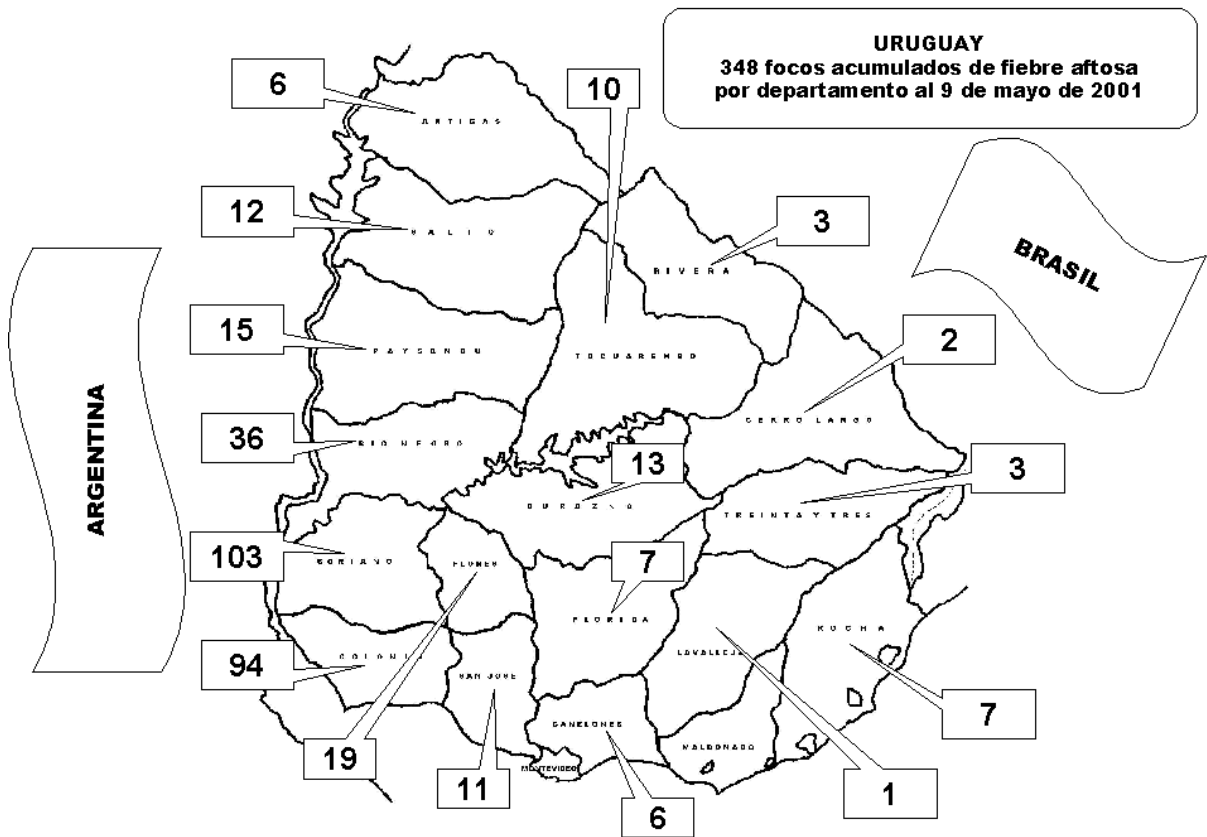 URUGUAY
348 focos acumulados de fiebre aftosa
por departamento al 9 de mayo de 2001
6
10
ARTIGAS
12
SALTO
3
RIVERA
BRASIL
ARGENTINA
15
PAYSONDU
TOCUAREMBO
2
CERRO LARGO
36
RIO NEGRO
13
DURAZNO
3
TREINTA Y TRES
103
SORIANO
FLORES
7
FLORIDA
ROCHA
94
COLONIA
SAN JOSE
LAVALLEJA
7
CANELONES
MALDONADO
19
11
MONTEVIDEO
6
1